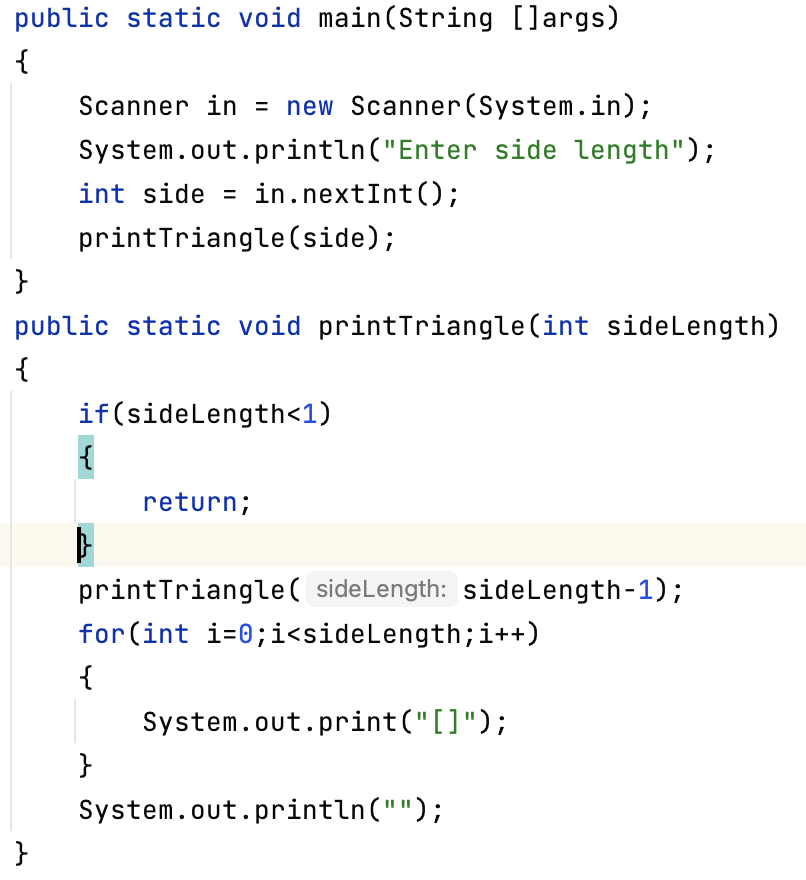 public static void main(String []args)
{
    Scanner in = new Scanner(System.in);
    System.out.println("Enter side length");
    int side = in.nextInt();
    printTriangle(side);
}
public static void printTriangle(int sideLength)
{
    if(sideLength<1)
    {
        return;
    }
    printTriangle( sideLength: sideLength-1);
    for(int i=0;i<sideLength;i++)
    {
        System.out.print("[]");
    }
    System.out.println("");
}